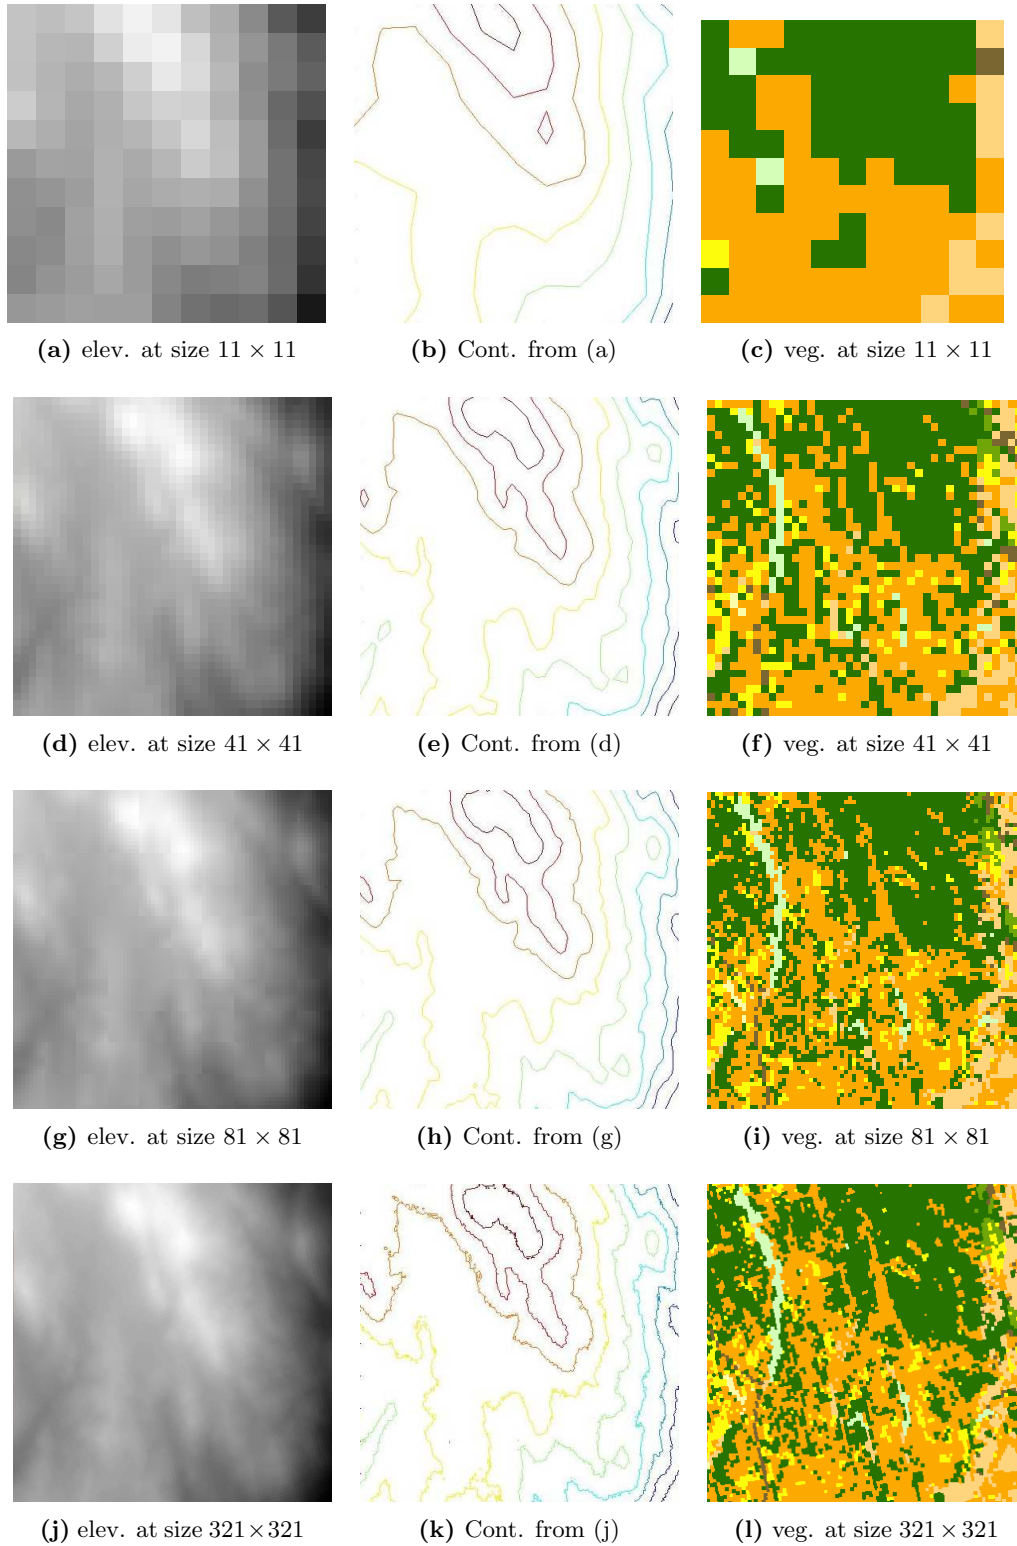 (a) elev. at size 11 × 11
(b) Cont. from (a)
(c) veg. at size 11 × 11
(d) elev. at size 41 × 41
(e) Cont. from (d)
(f) veg. at size 41 × 41
(g) elev. at size 81 × 81
(h) Cont. from (g)
(i) veg. at size 81 × 81
(j) elev. at size 321×321
(k) Cont. from (j)
(l) veg. at size 321 × 321